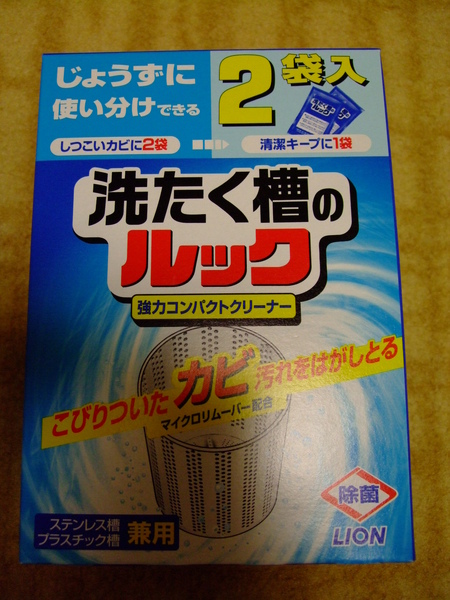 じょうずに
使い分けできる
2袋入
しつこいカビに2袋
清潔キープに1袋
洗たく槽の
ルック
強力コンパクトクリーナー
こびりついたカビ汚れをはがしとる
マイクロリムーバー配合
ステンレス槽
プラスチック槽
兼用
除菌
LION